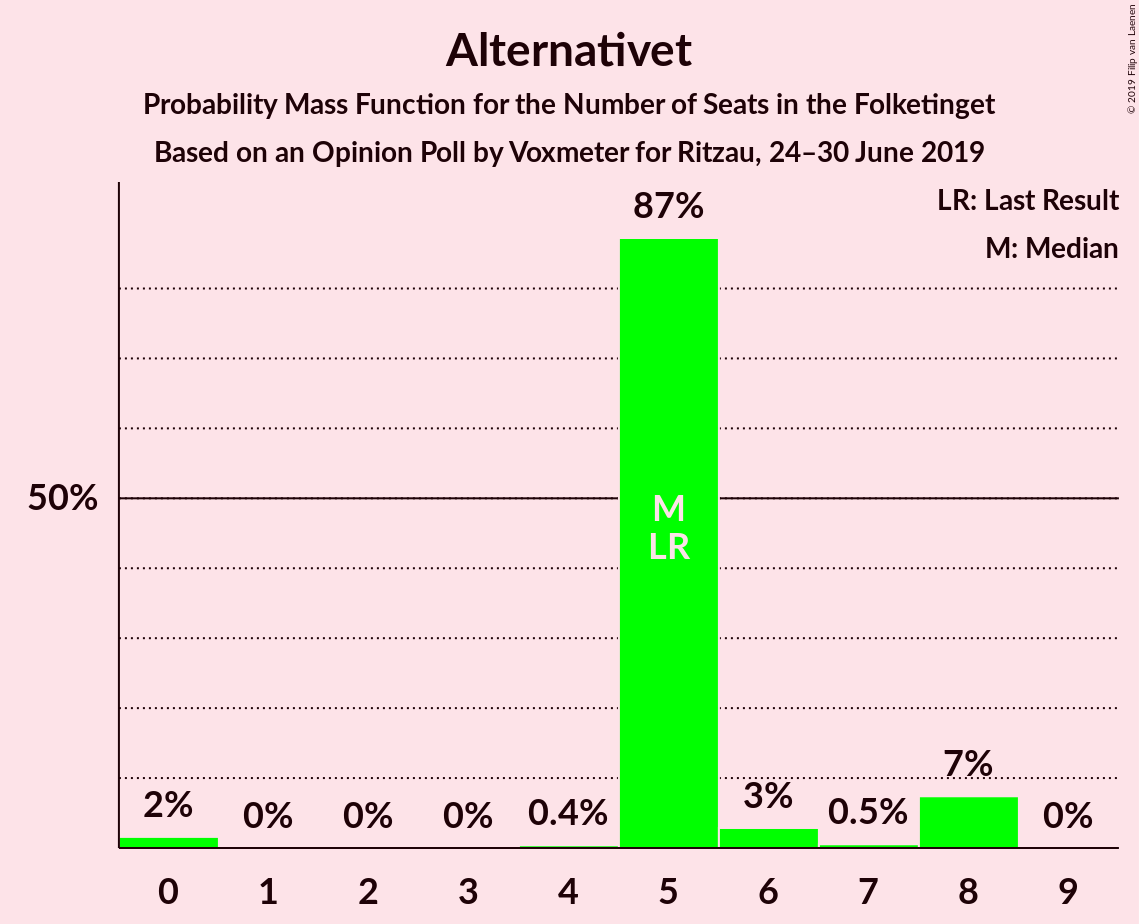 Alternativet
Probability Mass Function for the Number of Seats in the Folketinget
Based on an Opinion Poll by Voxmeter for Ritzau, 24–30 June 2019
© 2019 Filip van Laenen
LR: Last Result
M: Median
87%
50%
M
LR
2%
0%
0%
0%
0.4%
3%
0.5%
7%
0%
0 1 2 3 4 5 6 7 8 9